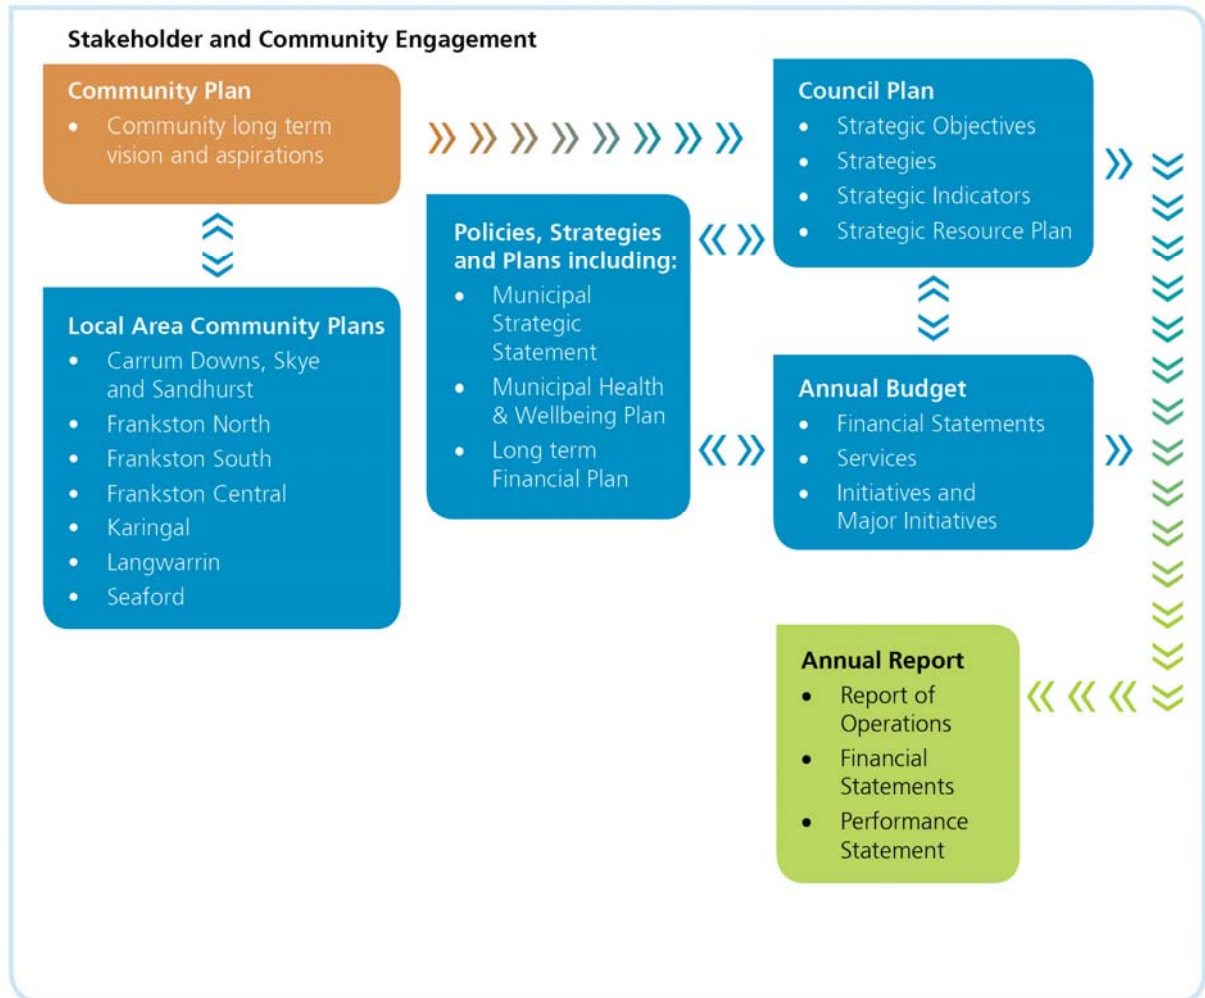 Stakeholder and Community Engagement
Community Plan
• Community long term
vision and aspirations
Local Area Community Plans
• Carrum Downs, Skye
and Sandhurst
• Frankston North
• Frankston South
• Frankston Central
• Karingal
• Langwarrin
• Seaford
Policies, Strategies
and Plans including:
• Municipal
Strategic
Statement
• Municipal Health
& Wellbeing Plan
• Long term
Financial Plan
Council Plan
• Strategic Objectives
• Strategies
• Strategic Indicators
• Strategic Resource Plan
Annual Budget
• Financial Statements
• Services
• Initiatives and
Major Initiatives
Annual Report
• Report of
Operations
• Financial
Statements
• Performance
Statement